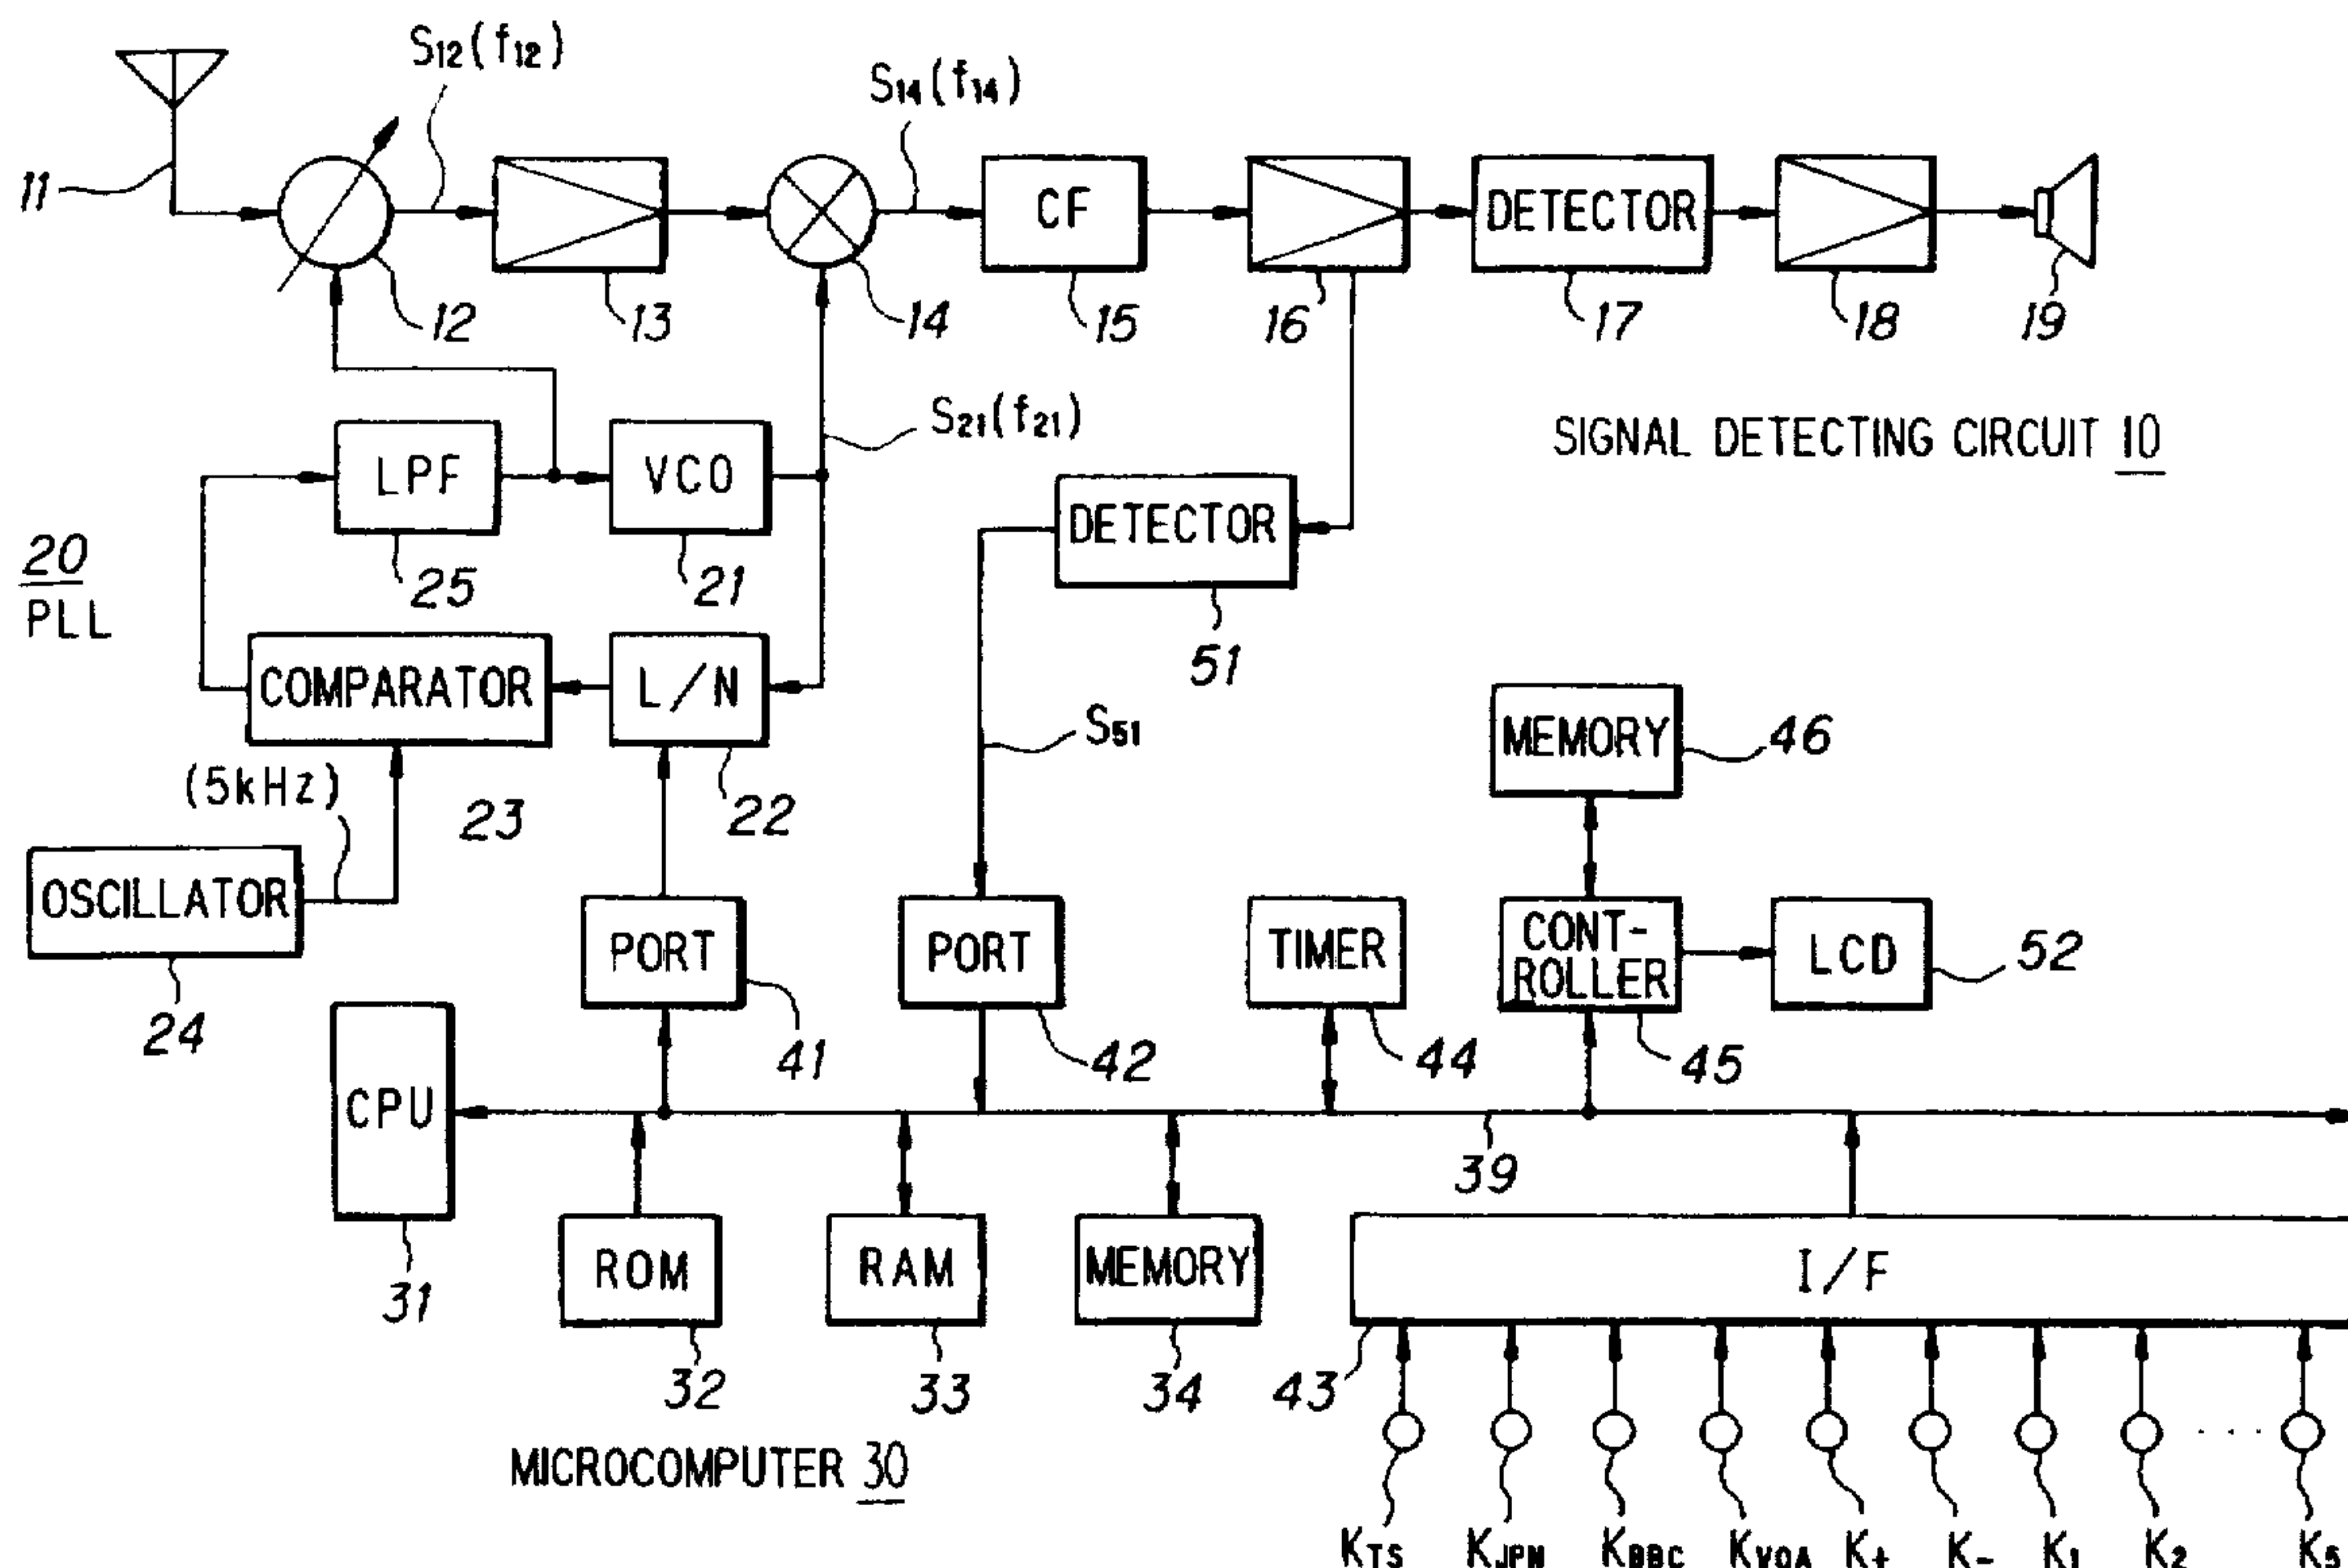 S12(f12)
S14(f14)
11
CF
DETECTOR
12
13
14
15
16
17
18
19
S21(f21)
SIGNAL DETECTING CIRCUIT 10
LPF
VCO
DETECTOR
20
PLL
25
21
51
COMPARATOR
L/N
S51
MEMORY
46
(5kHz)
23
22
OSCILLATOR
PORT
PORT
TIMER
CONT-
ROLLER
LCD
52
24
41
42
44
45
CPU
39
31
ROM
RAM
MEMORY
I/F
32
33
34
43
MICROCOMPUTER 30
KTS
KJPN
KBBC
KVOA
K+
K-
K1
K2
K5